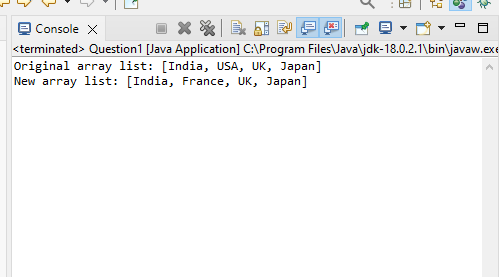 Console
<terminated> Question1 [Java Application] C:\Program Files\Java\jdk-18.0.2.1\bin\javaw.exe
Original array list: [India, USA, UK, Japan]
New array list: [India, France, UK, Japan]